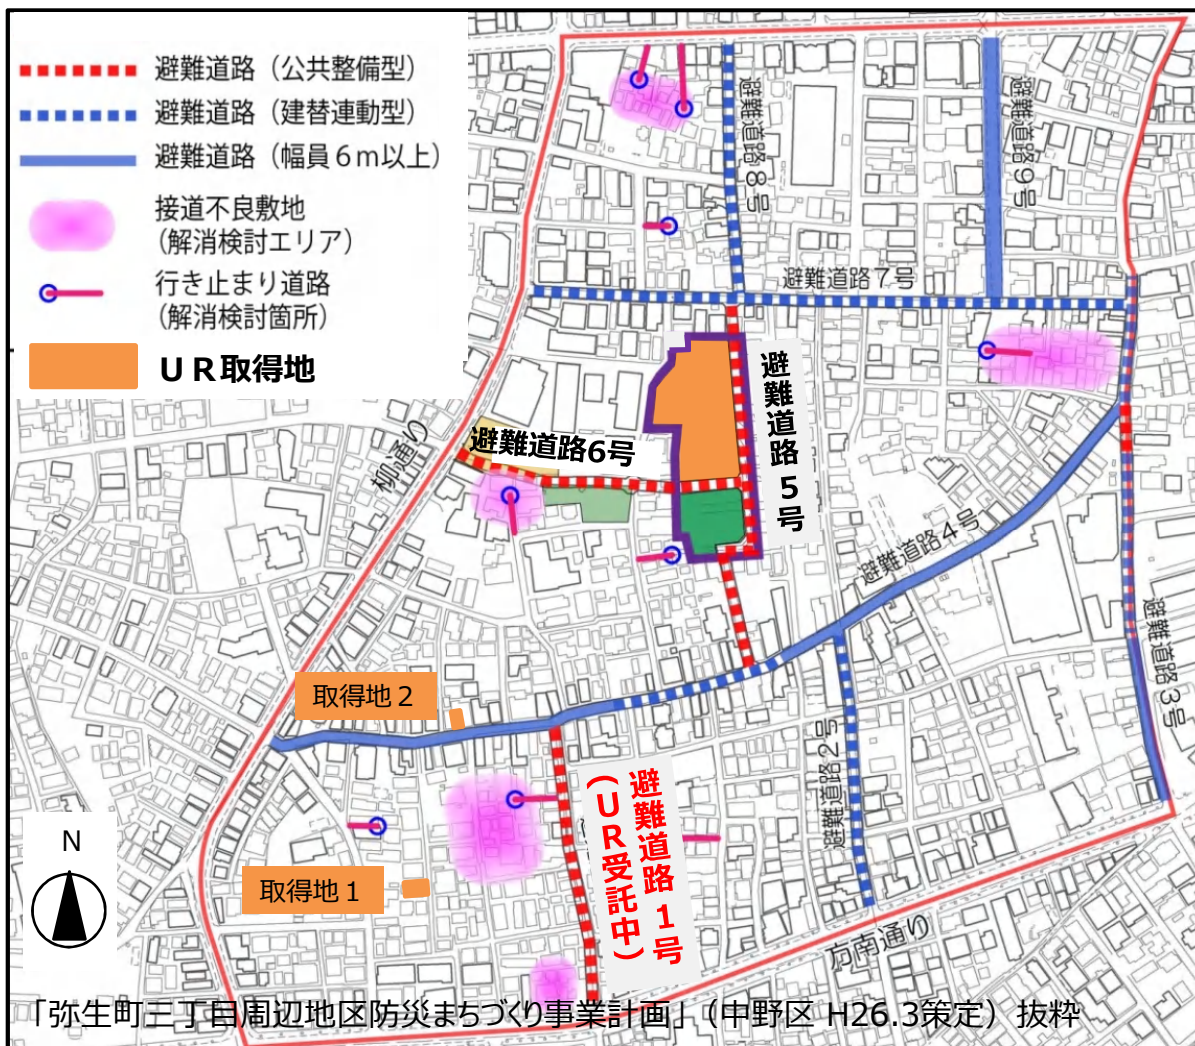 避難道路（公共整備型）
避難道路（建替連動型）
避難道路（幅員６ｍ以上）
接道不良敷地
（解消検討エリア）
行き止まり道路
（解消検討箇所）
ＵＲ取得地
避難道路8号
避難道路9号
避難道路7号
避難道路５号
避難道路6号
柳通り
避難道路4号
避難道路3号
避難道路2号
取得地２
避難道路１号
（ＵＲ受託中）
取得地１
N
方南通り
「弥生町三丁目周辺地区防災まちづくり事業計画」（中野区 H26.3策定）抜粋